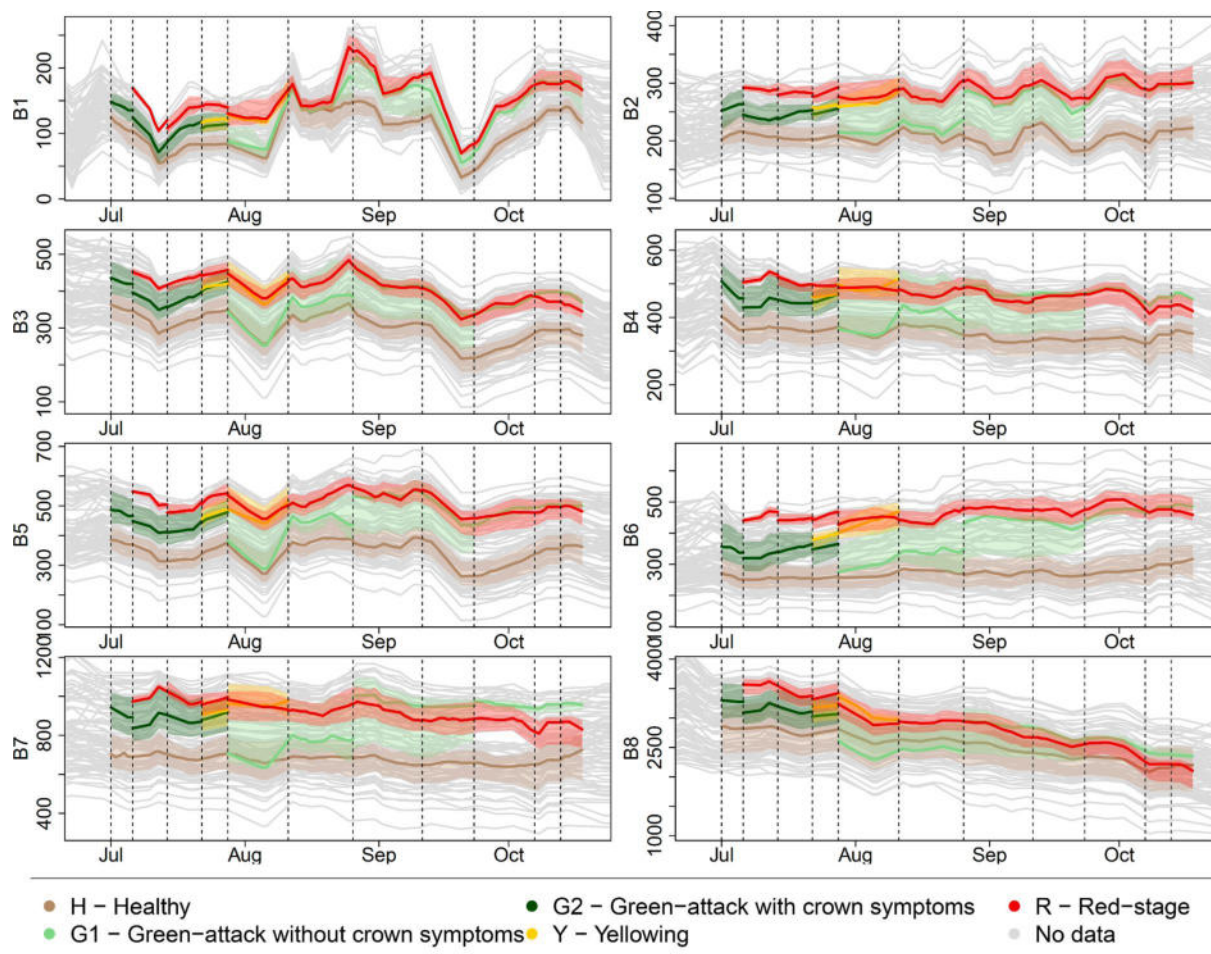 B1
200
100
0
Jul Aug Sep Oct
B2
400
300
200
100
Jul Aug Sep Oct
B3
500
300
100
Jul Aug Sep Oct
B4
600
400
200
Jul Aug Sep Oct
B5
700
500
300
100
Jul Aug Sep Oct
B6
500
300
100
Jul Aug Sep Oct
B7
1200
800
400
Jul Aug Sep Oct
B8
4000
2500
1000
Jul Aug Sep Oct
H − Healthy
G2 − Green−attack with crown symptoms
R − Red−stage
G1 − Green−attack without crown symptoms
Y − Yellowing
No data